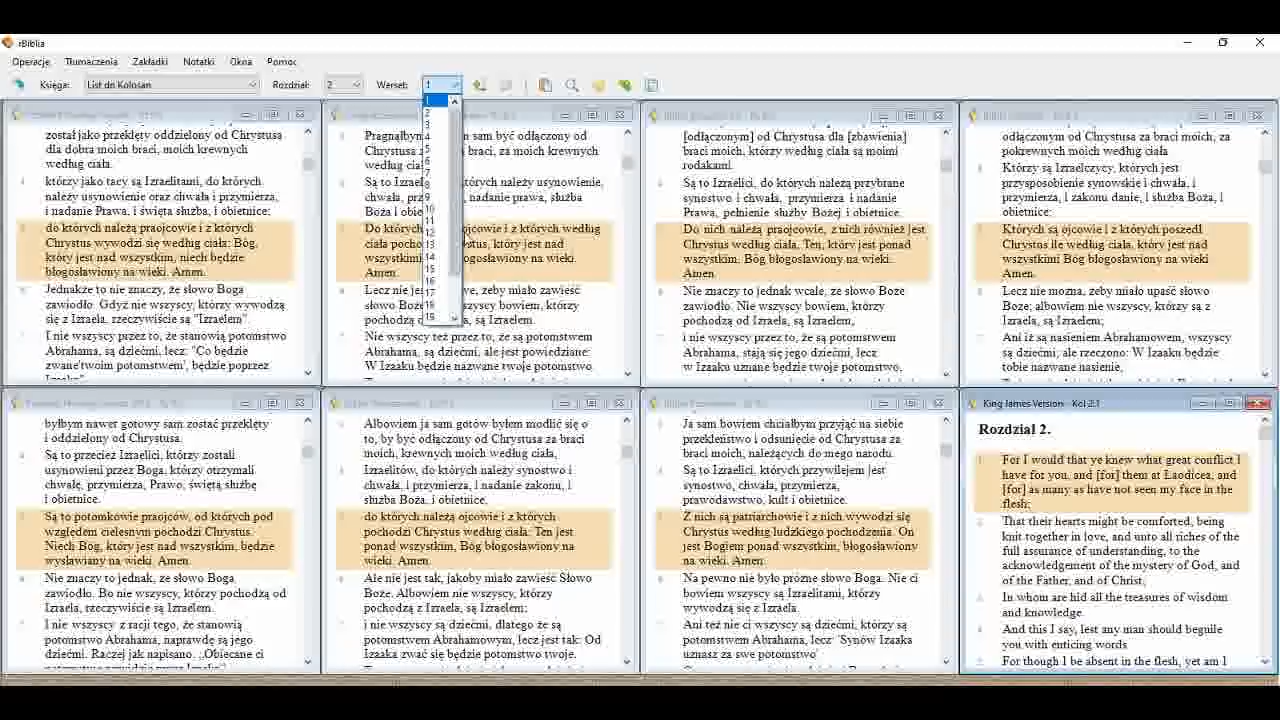 rBiblia
Operacje Tłumaczenia Zakładki Notatki Okna Pomoc
Księga: List do Kolosan Rozdział: 2 Werset: 1
1
2
3
4
5
6
7
8
9
10
11
12
13
14
15
16
17
18
19
został jako przeklęty oddzielony od Chrystusa
dla dobra moich braci, moich krewnych
według ciała.
którzy jako tacy są Izraelitami, do których
należy usynowienie oraz chwała i przymierza,
i nadanie Prawa, i święta służba, i obietnice;
do których należą praojcowie i z których
Chrystus wywodzi się według ciała: Bóg,
który jest nad wszystkim, niech będzie
błogosławiony na wieki. Amen.
Jednakże to nie znaczy, że słowo Boga
zawiodło. Gdyż nie wszyscy, którzy wywodzą
się z Izraela, rzeczywiście są "Izraelem".
I nie wszyscy przez to, że stanowią potomstwo
Abrahama, są dziećmi, lecz: "Co będzie
zwane 'twoim potomstwem', będzie poprzez
Pragnąłbym sam być odłączony od
Chrystusa braci, za moich krewnych
według
Są to których należy usynowienie,
chwała, nadanie prawa, służba
Boża i
Do których praojcowie i z których według
ciała który jest nad
wszystkimi błogosławiony na wieki.
Amen.
Lecz nie żeby miało zawieść
słowo wszyscy bowiem, którzy
pochodzą są Izraelem.
Nie wszyscy też przez to, że są potomstwem
Abrahama, są dziećmi, ale jest powiedziane:
W Izaaku będzie nazwane twoje potomstwo.
[odłączonym] od Chrystusa dla [zbawienia]
braci moich, którzy według ciała są moimi
rodakami.
Są to Izraelici, do których należą przybrane
synostwo i chwała, przymierza i nadanie
Prawa, pełnienie służby Bożej i obietnice.
Do nich należą praojcowie, z nich również jest
Chrystus według ciała, Ten, który jest ponad
wszystkim, Bóg błogosławiony na wieki.
Amen.
Nie znaczy to jednak wcale, że słowo Boże
zawiodło. Nie wszyscy bowiem, którzy
pochodzą od Izraela, są Izraelem,
i nie wszyscy przez to, że są potomstwem
Abrahama, stają się jego dziećmi, lecz
w Izaaku uznane będzie twoje potomstwo,
odłączonym od Chrystusa za braci moich, za
pokrewnych moich według ciała
Którzy są Izraelczycy, których jest
przysposobienie synowskie i chwała, i
przymierza, i zakonu danie, i służba Boża, i
obietnice:
Których są ojcowie i z których poszedł
Chrystus ile według ciała, który jest nad
wszystkimi Bóg błogosławiony na wieki.
Amen.
Lecz nie można, żeby miało upaść słowo
Boże; albowiem nie wszyscy, którzy są z
Izraela, są Izraelem;
Ani iż są nasieniem Abrahamowem, wszyscy
są dziećmi, ale rzeczono: W Izaaku będzie
tobie nazwane nasienie,
byłbym nawet gotowy sam zostać przeklęty
i oddzielony od Chrystusa.
Są to przecież Izraelici, którzy zostali
usynowieni przez Boga, którzy otrzymali
chwałę, przymierza, Prawo, świętą służbę
i obietnice.
Są to potomkowie praojców, od których pod
względem cielesnym pochodzi Chrystus.
Niech Bóg, który jest nad wszystkim, będzie
wysławiany na wieki. Amen.
Nie znaczy to jednak, że słowo Boga
zawiodło. Bo nie wszyscy, którzy pochodzą od
Izraela, rzeczywiście są Izraelem.
I nie wszyscy z racji tego, że stanowią
potomstwo Abrahama, naprawdę są jego
dziećmi. Raczej jak napisano: „Obiecane ci
Albowiem ja sam gotów byłem modlić się o
to, by być odłączony od Chrystusa za braci
moich, krewnych moich według ciała,
Izraelitów, do których należy synostwo i
chwała, i przymierza, i nadanie zakonu, i
służba Boża, i obietnice,
do których należą ojcowie i z których
pochodzi Chrystus według ciała; Ten jest
ponad wszystkim, Bóg błogosławiony na
wieki. Amen.
Ale nie jest tak, jakoby miało zawieść Słowo
Boże. Albowiem nie wszyscy, którzy
pochodzą z Izraela, są Izraelem;
i nie wszyscy są dziećmi, dlatego że są
potomstwem Abrahamowym, lecz jest tak: Od
Izaaka zwać się będzie potomstwo twoje.
Ja sam bowiem chciałbym przyjąć na siebie
przekleństwo i odsunięcie od Chrystusa za
braci moich, należących do mego narodu.
Są to Izraelici, których przywilejem jest
synostwo, chwała, przymierza,
prawodawstwo, kult i obietnice.
Z nich są patriarchowie i z nich wywodzi się
Chrystus według ludzkiego pochodzenia. On
jest Bogiem ponad wszystkim, błogosławiony
na wieki. Amen.
Na pewno nie było próżne słowo Boga. Nie ci
bowiem wszyscy są Izraelitami, którzy
wywodzą się z Izraela.
Ani też nie ci wszyscy są dziećmi, którzy są
potomstwem Abrahama, lecz 'Synów Izaaka
uznasz za swe potomstwo'
King James Version - Kol 2:1
Rozdział 2.
1 For I would that ye knew what great conflict I
have for you, and [for] them at Laodicea, and
[for] as many as have not seen my face in the
flesh;
2 That their hearts might be comforted, being
knit together in love, and unto all riches of the
full assurance of understanding, to the
acknowledgement of the mystery of God, and
of the Father, and of Christ;
3 In whom are hid all the treasures of wisdom
and knowledge.
4 And this I say, lest any man should beguile
you with enticing words.
5 For though I be absent in the flesh, yet am I